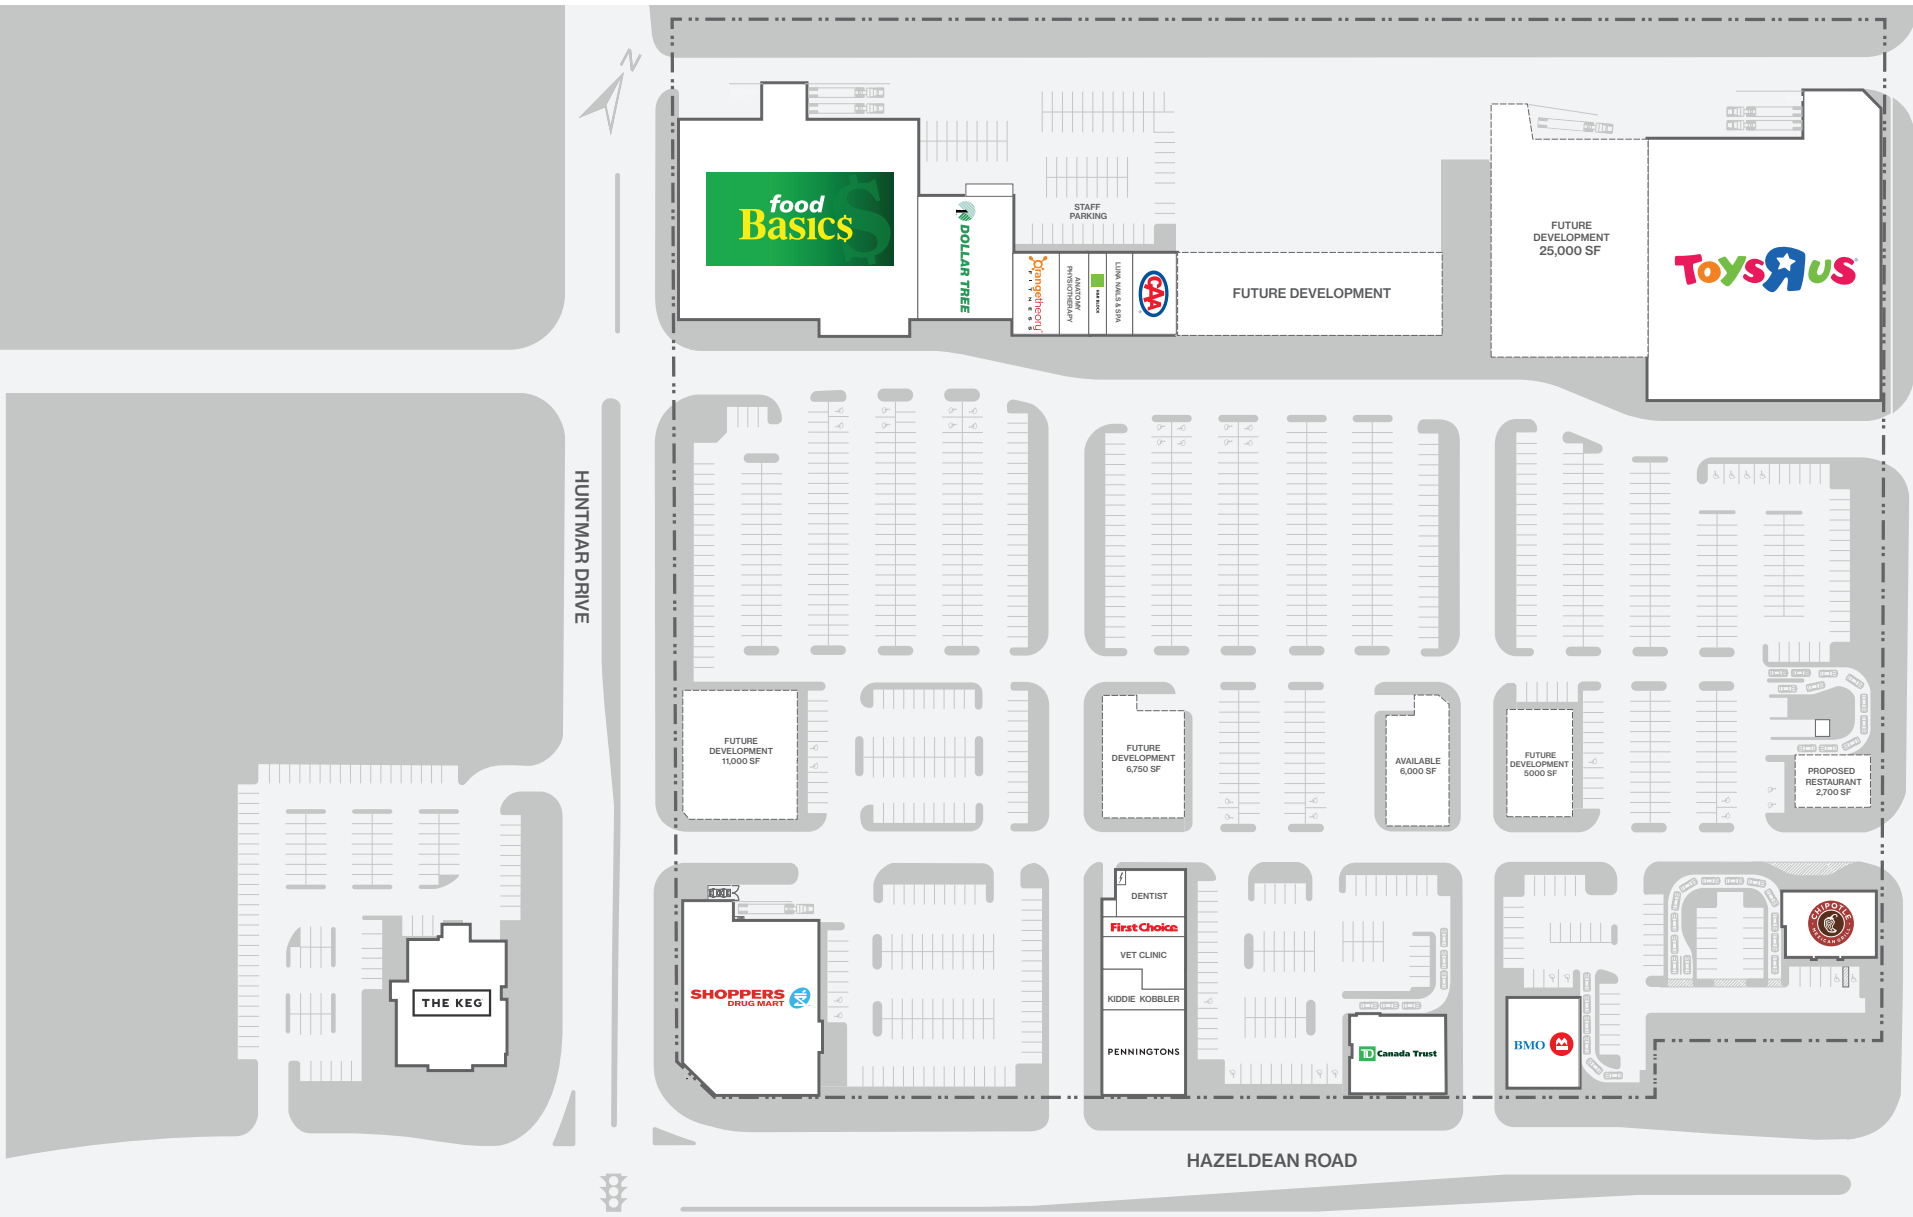 N
food
Basic$
DOLLAR TREE
Orangetheory
FITNESS
ANATOMY
PHYSIOTHERAPY
H&R BLOCK
LUNA NAILS & SPA
CAA
STAFF
PARKING
FUTURE DEVELOPMENT
FUTURE
DEVELOPMENT
25,000 SF
TOYSRUS
HUNTMAR DRIVE
FUTURE
DEVELOPMENT
11,000 SF
FUTURE
DEVELOPMENT
6,750 SF
AVAILABLE
6,000 SF
FUTURE
DEVELOPMENT
5000 SF
PROPOSED
RESTAURANT
2,700 SF
THE KEG
SHOPPERS
DRUG MART
DENTIST
First Choice
VET CLINIC
KIDDIE KOBBLER
PENNINGTONS
TD Canada Trust
BMO
CHIPOTLE
MEXICAN GRILL
HAZELDEAN ROAD